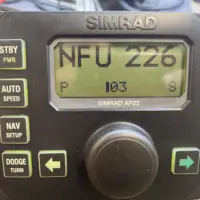 SIMRAD
STBY
PWR
NFU 226
P 103 S
AUTO
SPEED
SIMRAD AP22
NAV
SETUP
DODGE
TURN